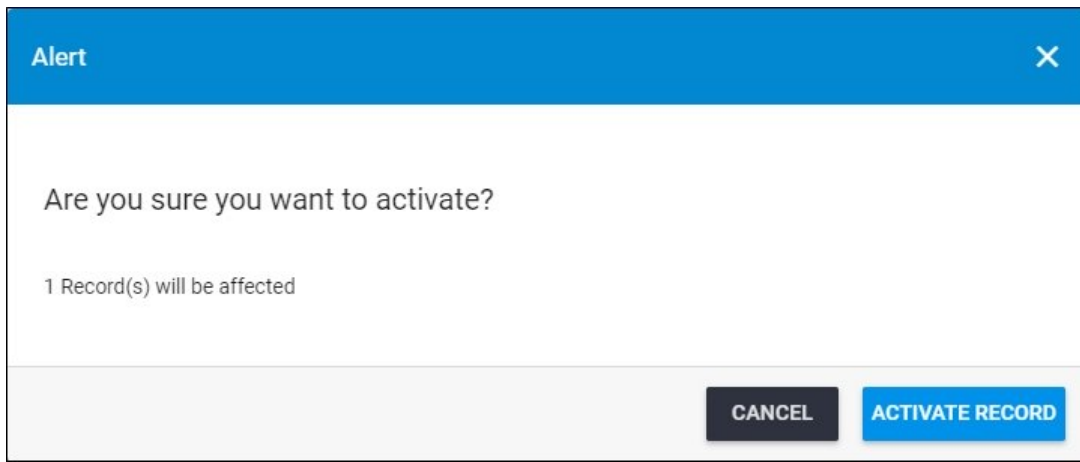 Alert
Are you sure you want to activate?
1 Record(s) will be affected
CANCEL
ACTIVATE RECORD